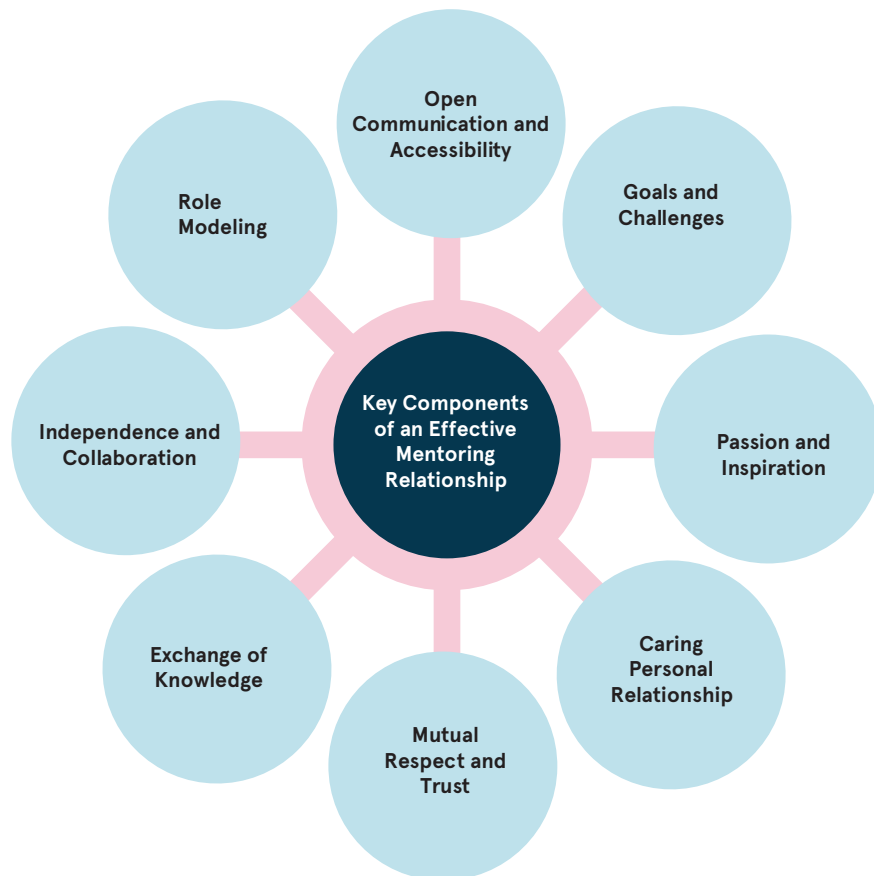 Open
Communication and
Accessibility
Goals and
Challenges
Passion and
Inspiration
Caring
Personal
Relationship
Mutual
Respect and
Trust
Exchange of
Knowledge
Independence and
Collaboration
Role
Modeling
Key Components
of an Effective
Mentoring
Relationship